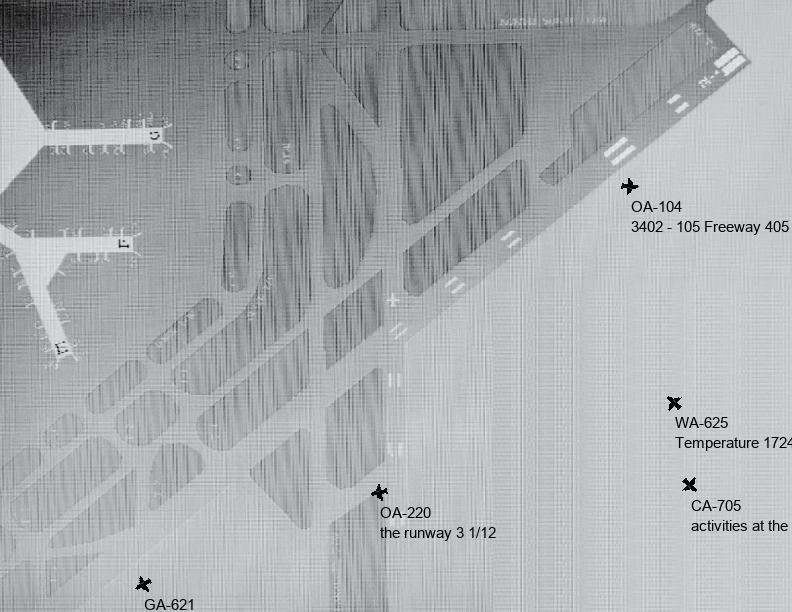 G
F
OA-104
3402 - 105 Freeway 405
WA-625
Temperature 1724
CA-705
activities at the
OA-220
the runway 3 1/12
GA-621